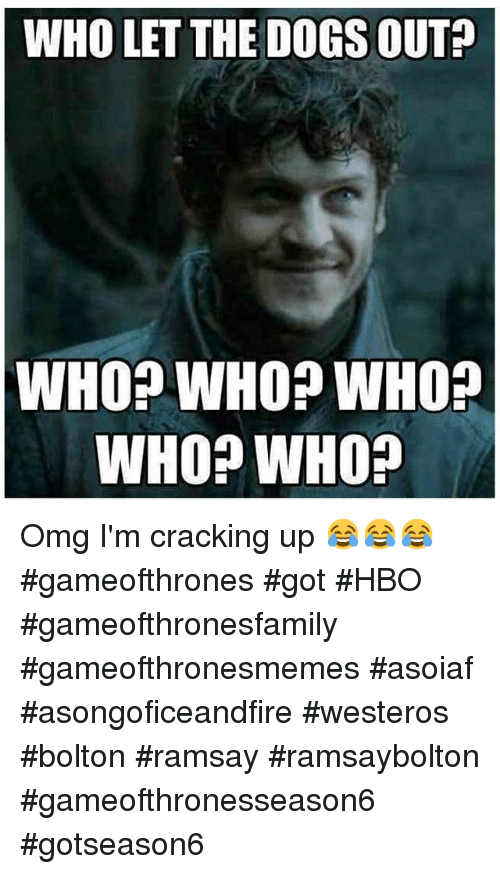 WHO LET THE DOGS OUT?
WHO? WHO? WHO?
WHO? WHO?
Omg I'm cracking up 😂😂😂
#gameofthrones #got #HBO
#gameofthronesfamily
#gameofthronesmemes #asoiaf
#asongoficeandfire #westeros
#bolton #ramsay #ramsaybolton
#gameofthronesseason6
#gotseason6